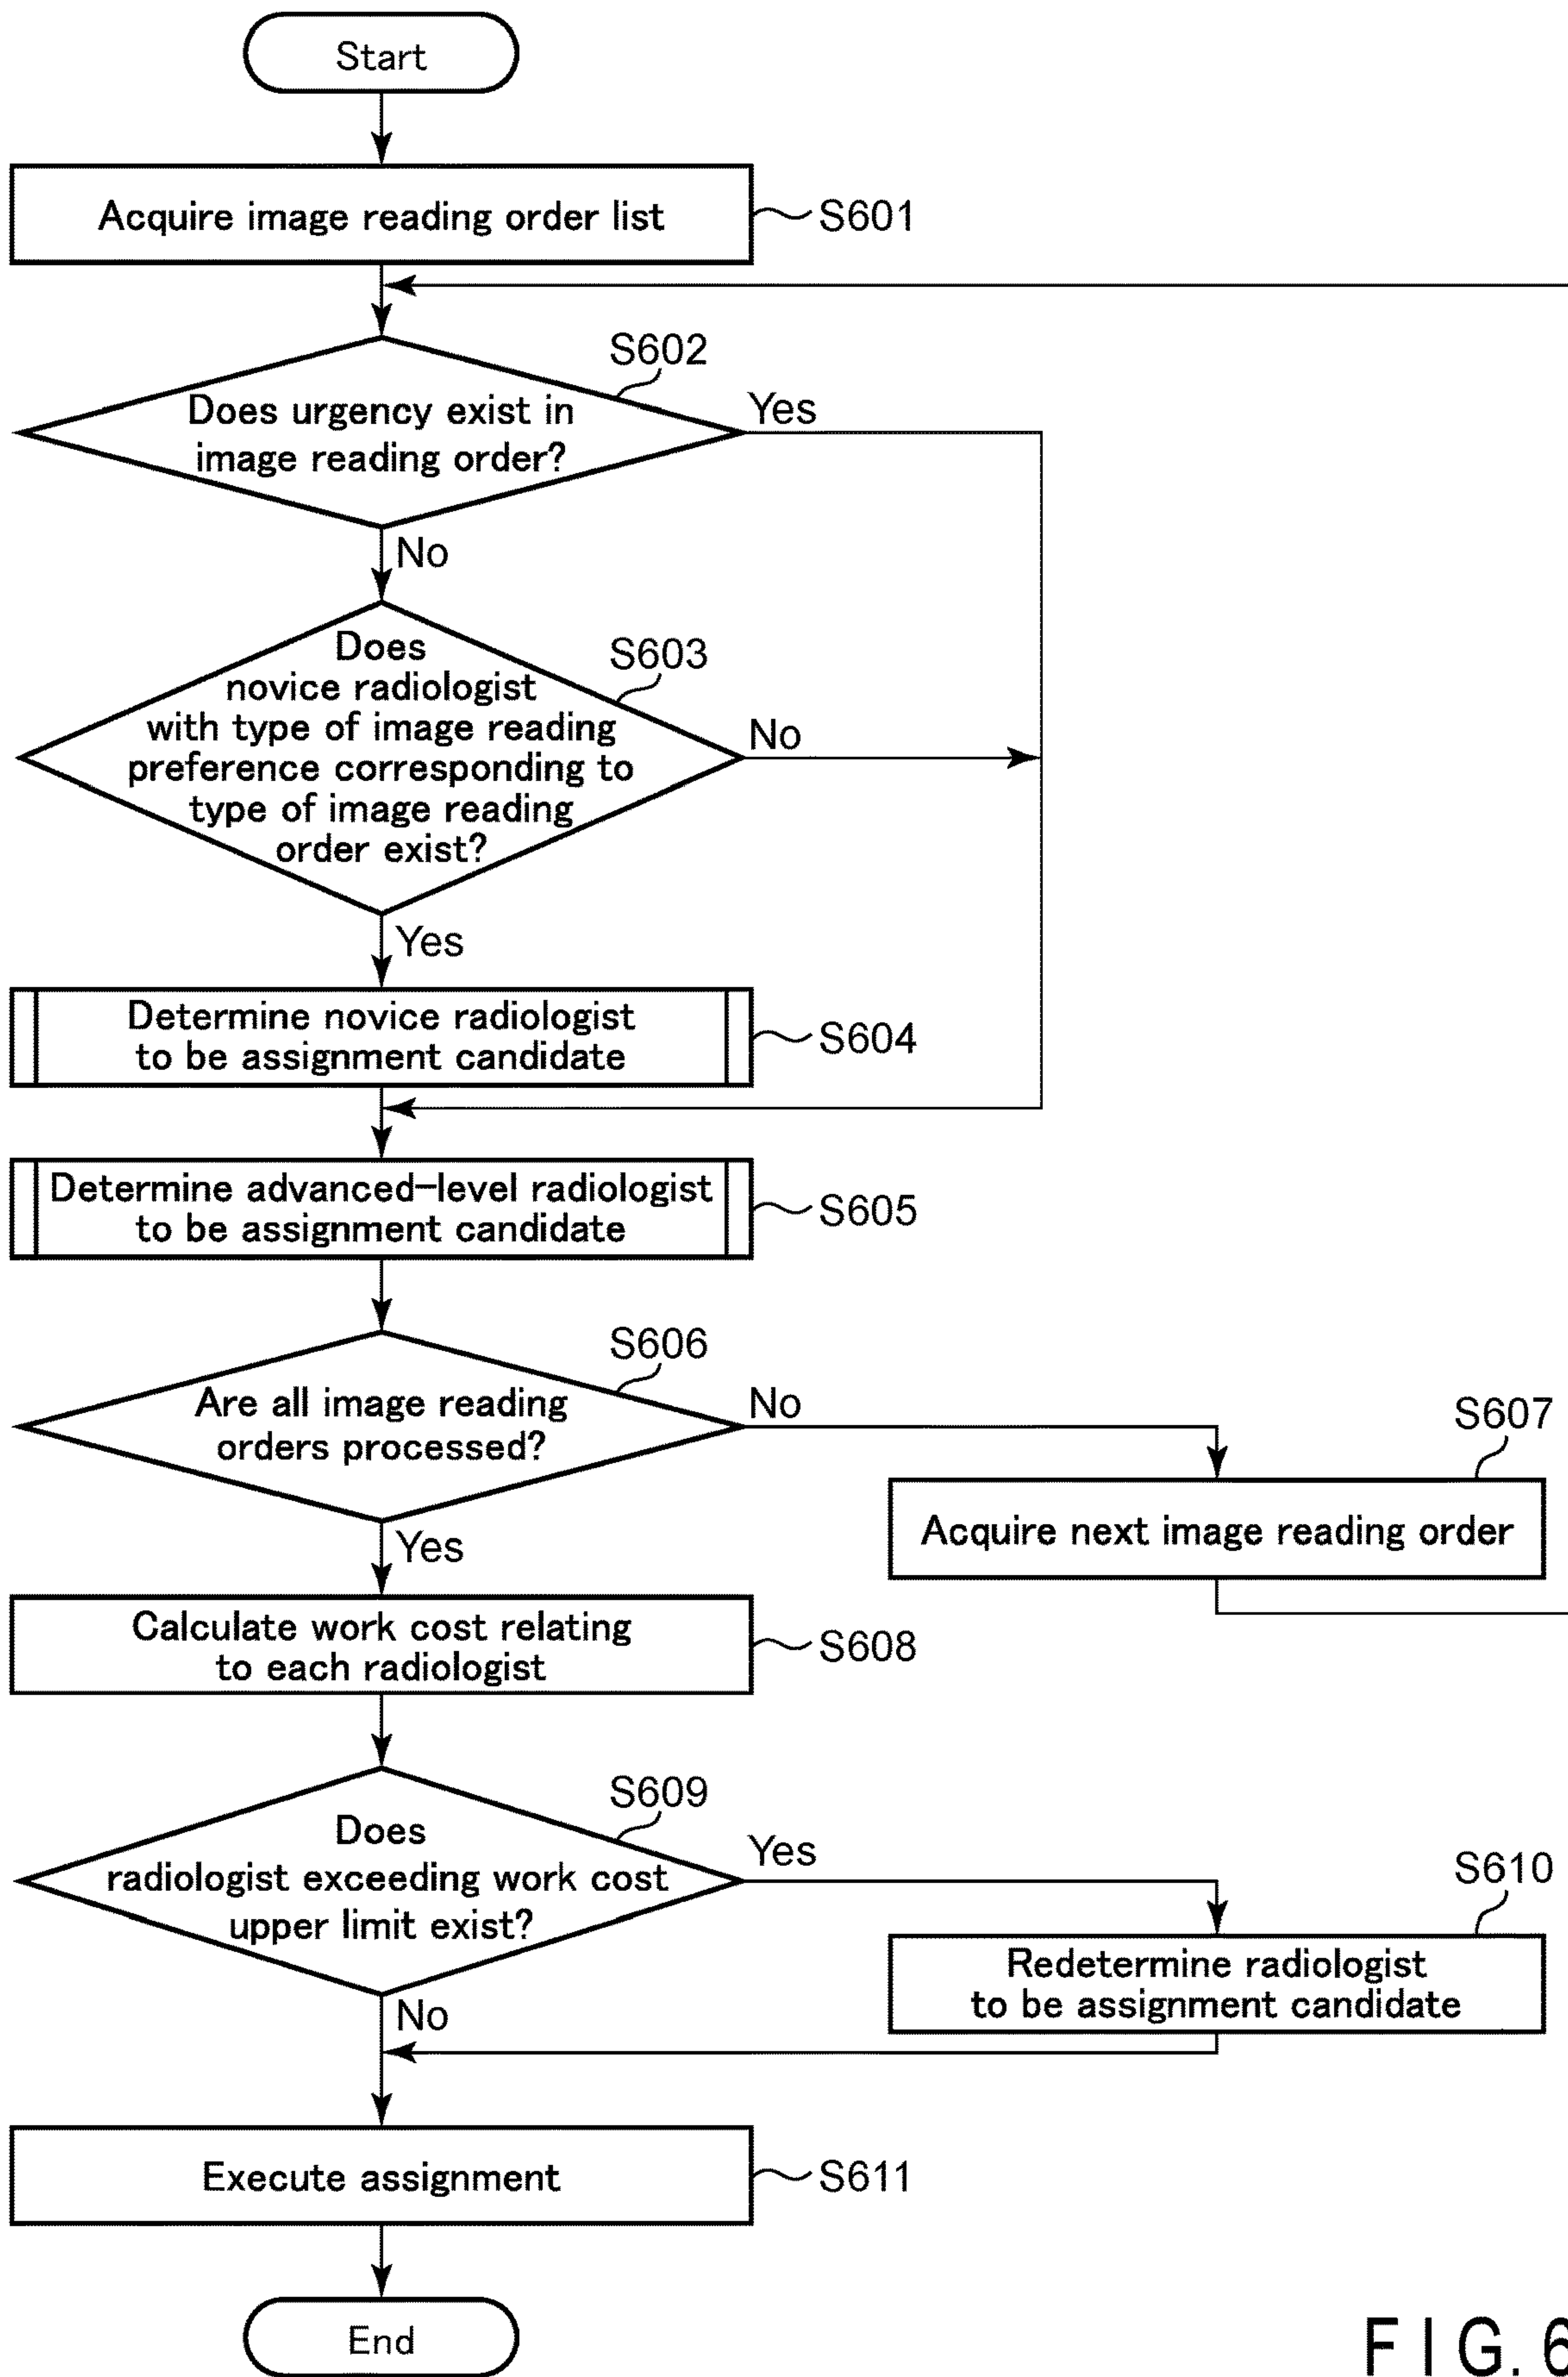 Start
Acquire image reading order list
S601
S602
Does urgency exist in
image reading order?
Yes
No
Does
novice radiologist
with type of image reading
preference corresponding to
type of image reading
order exist?
S603
No
Yes
Determine novice radiologist
to be assignment candidate
S604
Determine advanced-level radiologist
to be assignment candidate
S605
S606
Are all image reading
orders processed?
No
S607
Acquire next image reading order
Yes
Calculate work cost relating
to each radiologist
S608
S609
Does
radiologist exceeding work cost
upper limit exist?
Yes
S610
Redetermine radiologist
to be assignment candidate
No
Execute assignment
S611
End
FIG. 6